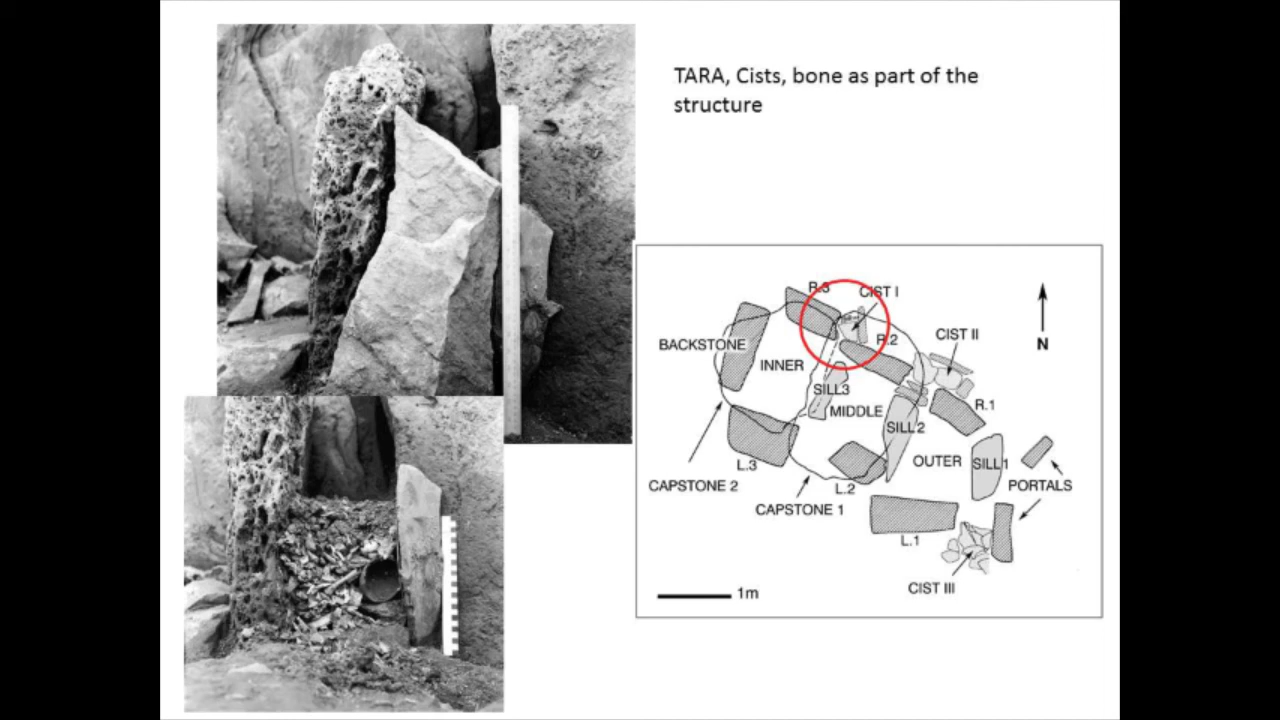 TARA, Cists, bone as part of the
structure
R.3
CIST I
R.2
CIST II
N
BACKSTONE
INNER
SILL3
MIDDLE
R.1
SILL2
OUTER
SILL1
L.3
L.2
PORTALS
CAPSTONE 2
CAPSTONE 1
L.1
CIST III
1m